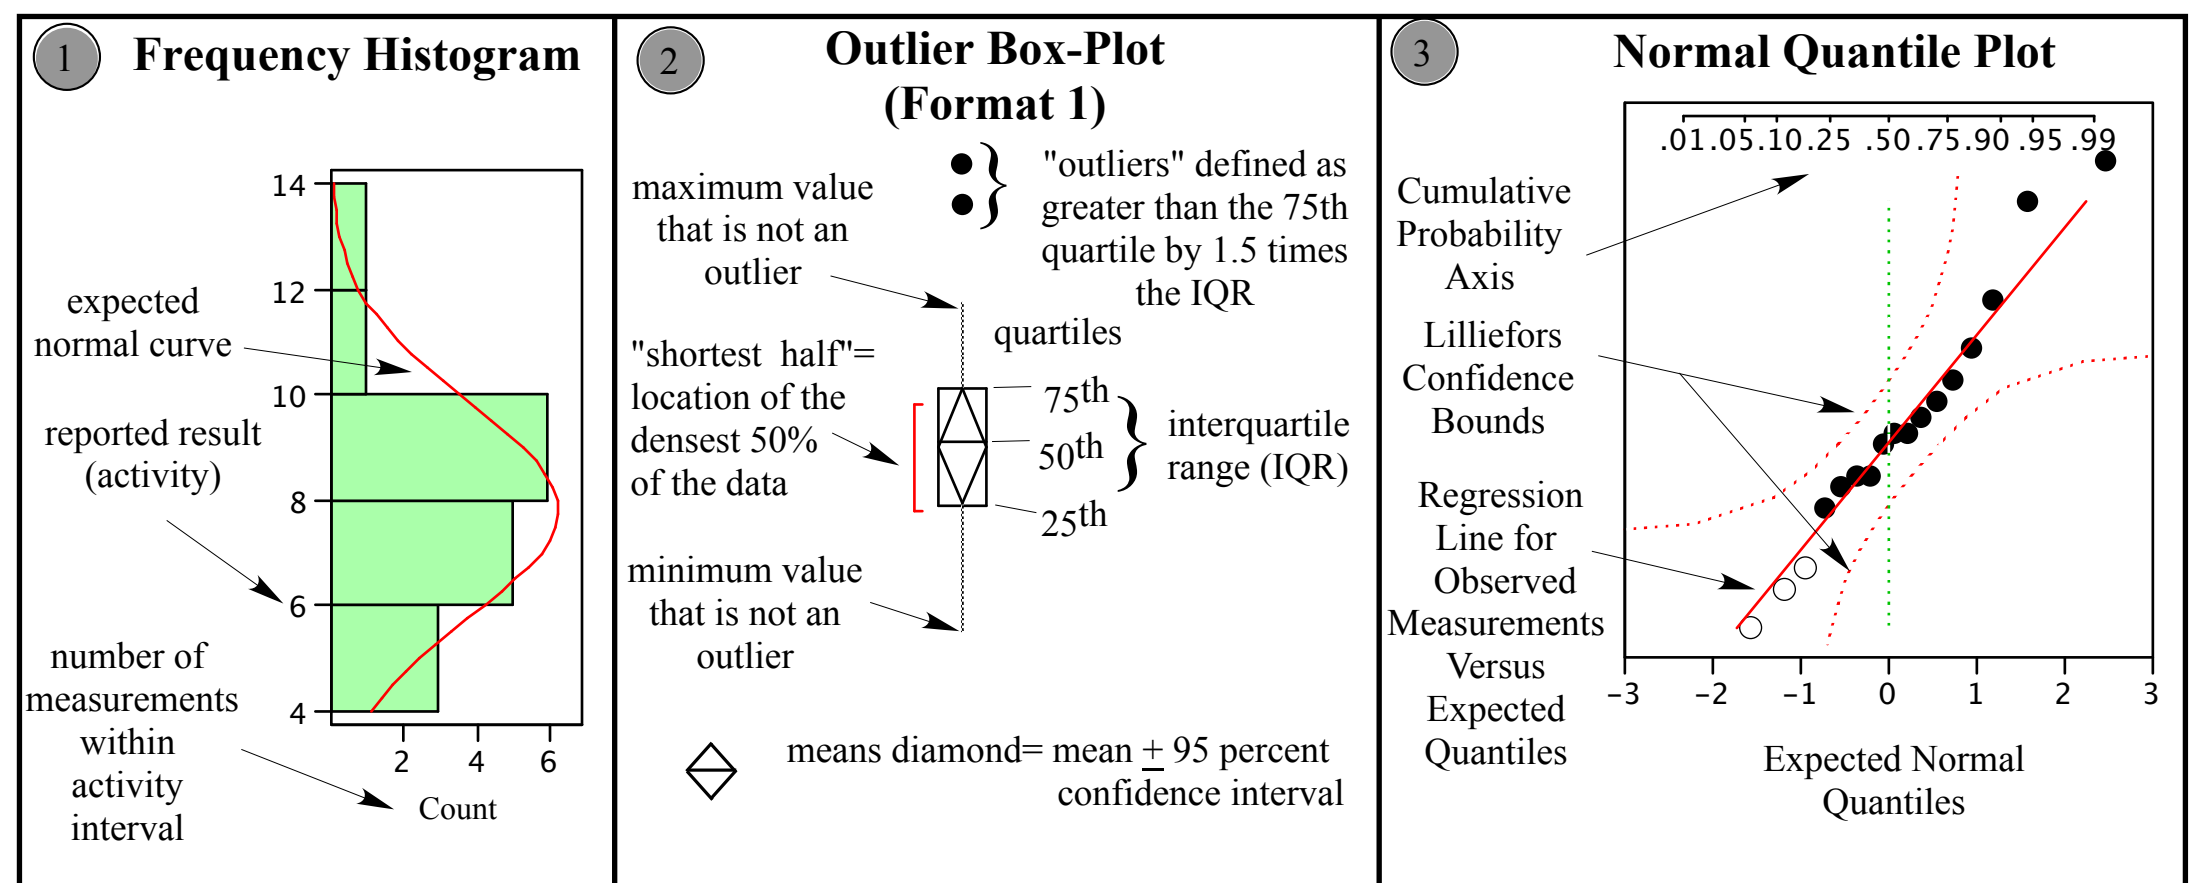 1
Frequency Histogram
14
12
10
8
6
4
expected
normal curve
reported result
(activity)
number of
measurements
within
activity
interval
2 4 6
Count
2
Outlier Box-Plot
(Format 1)
maximum value
that is not an
outlier
"outliers" defined as
greater than the 75th
quartile by 1.5 times
the IQR
quartiles
"shortest half"=
location of the
densest 50%
of the data
75th
50th
25th
interquartile
range (IQR)
minimum value
that is not an
outlier
means diamond= mean ± 95 percent
confidence interval
3
Normal Quantile Plot
.01 .05 .10 .25 .50 .75 .90 .95 .99
Cumulative
Probability
Axis
Lilliefors
Confidence
Bounds
Regression
Line for
Observed
Measurements
Versus
Expected
Quantiles
-3 -2 -1 0 1 2 3
Expected Normal
Quantiles